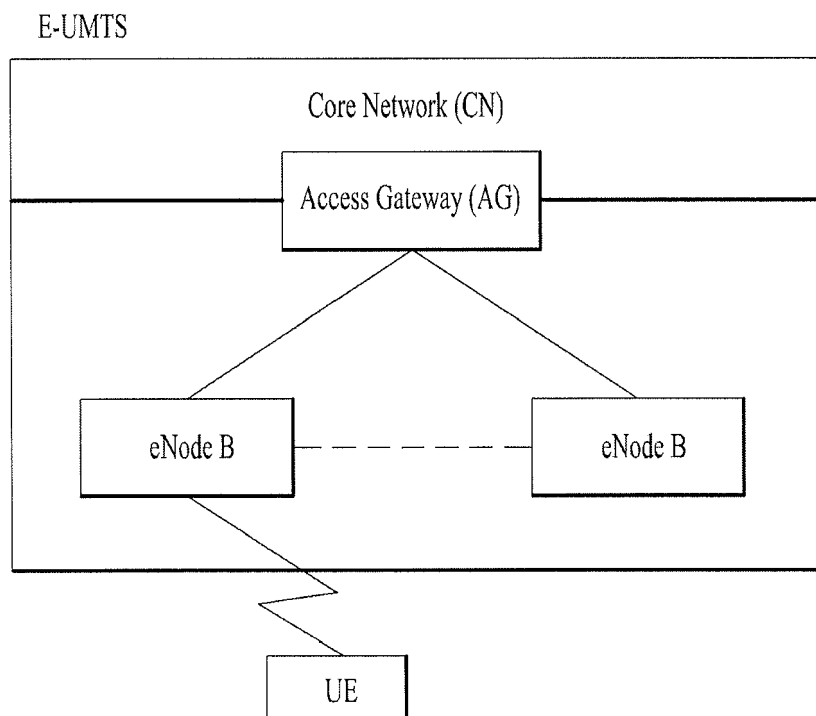 E-UMTS
Core Network (CN)
Access Gateway (AG)
eNode B
eNode B
UE